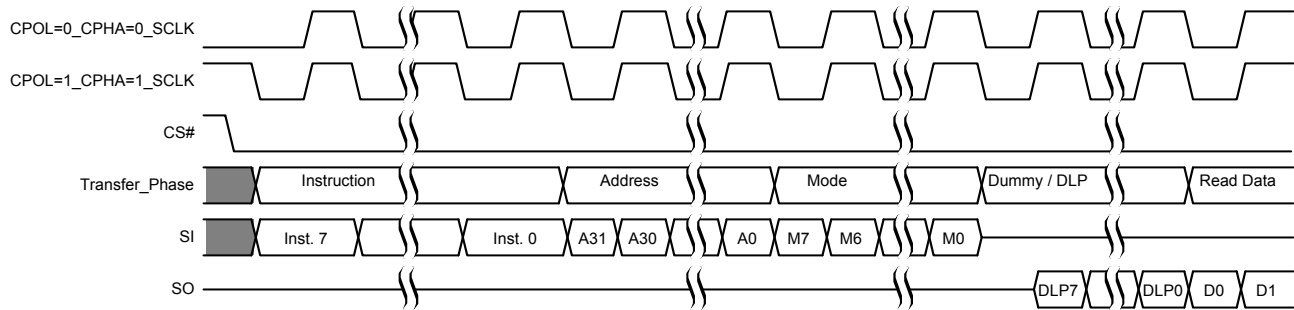 CPOL=0_CPHA=0_SCLK
CPOL=1_CPHA=1_SCLK
CS#
Transfer_Phase Instruction Address Mode Dummy / DLP Read Data
SI Inst. 7 Inst. 0 A31 A30 A0 M7 M6 M0
SO DLP7 DLP0 D0 D1